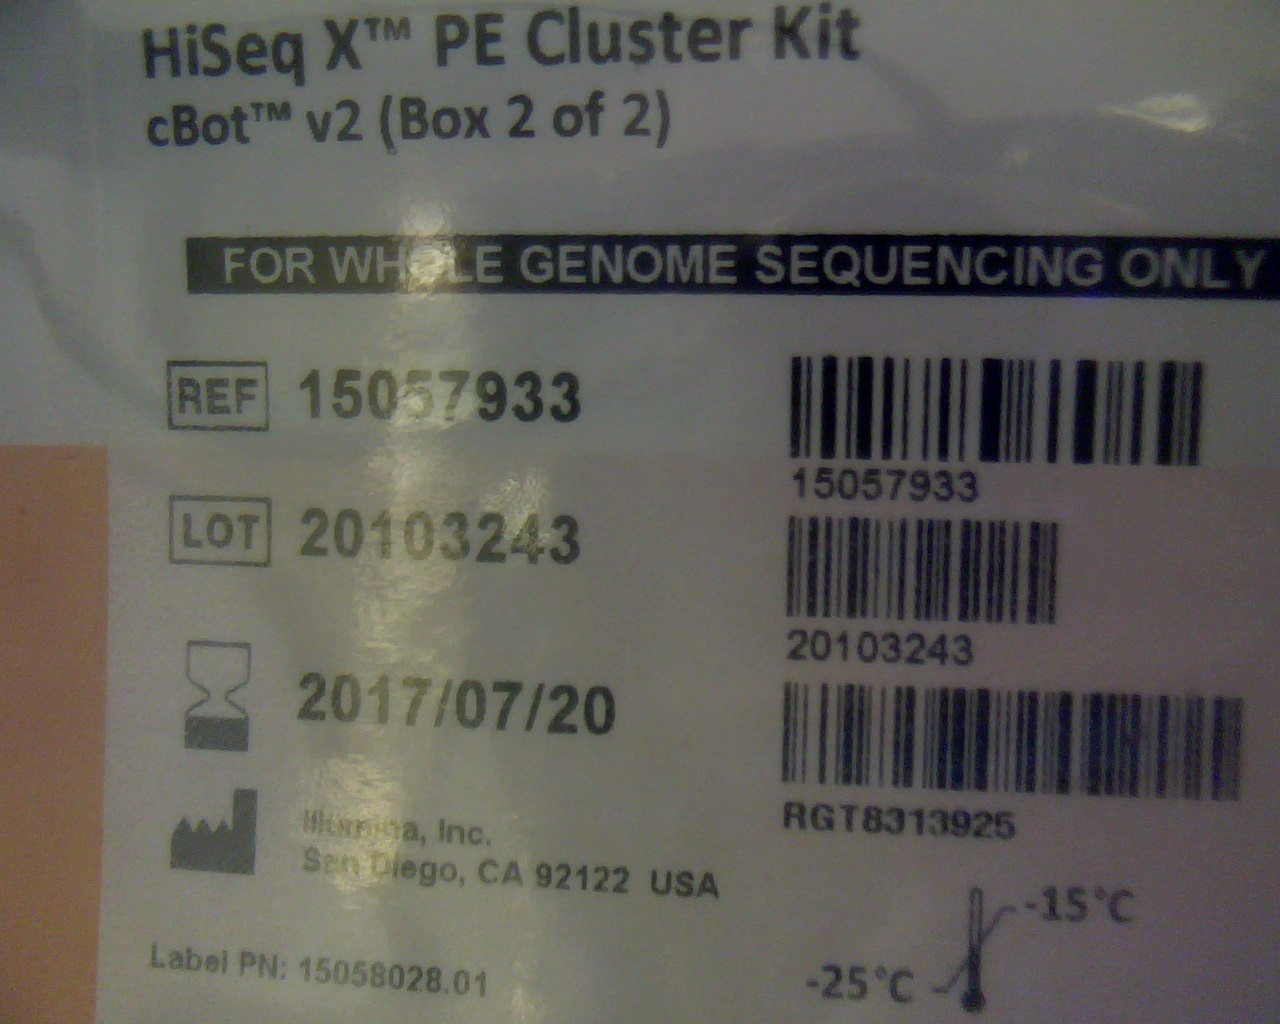 HiSeq X™ PE Cluster Kit
cBot™ v2 (Box 2 of 2)
FOR WHOLE GENOME SEQUENCING ONLY
REF 15057933
15057933
LOT 20103243
20103243
2017/07/20
RGT8313925
Illumina, Inc.
San Diego, CA 92122 USA
-15°C
-25°C
Label PN: 15058028.01